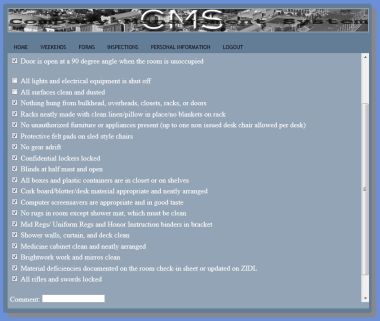 CMS
HOME WEEKENDS FORMS INSPECTIONS PERSONAL INFORMATION LOGOUT
Door is open at a 90 degree angle when the room is unoccupied
All lights and electrical equipment is shut off
All surfaces clean and dusted
Nothing hung from bulkhead, overheads, closets, racks, or doors
Racks neatly made with clean linen/pillow in place/no blankets on rack
No unauthorized furniture or appliances present (up to one non issued desk chair allowed per desk)
Protective felt pads on sled style chairs
No gear adrift
Confidential lockers locked
Blinds at half mast and open
All boxes and plastic containers are in closet or on shelves
Cork board/blotter/desk material appropriate and neatly arranged
Computer screensavers are appropriate and in good taste
No rugs in room except shower mat, which must be clean
Mid Regs/ Uniform Regs and Honor Instruction binders in bracket
Shower walls, curtain, and deck clean
Medicine cabinet clean and neatly arranged
Brightwork work and mirros clean
Material deficiencies documented on the room check-in sheet or updated on ZIDL
All rifles and swords locked
Comment: